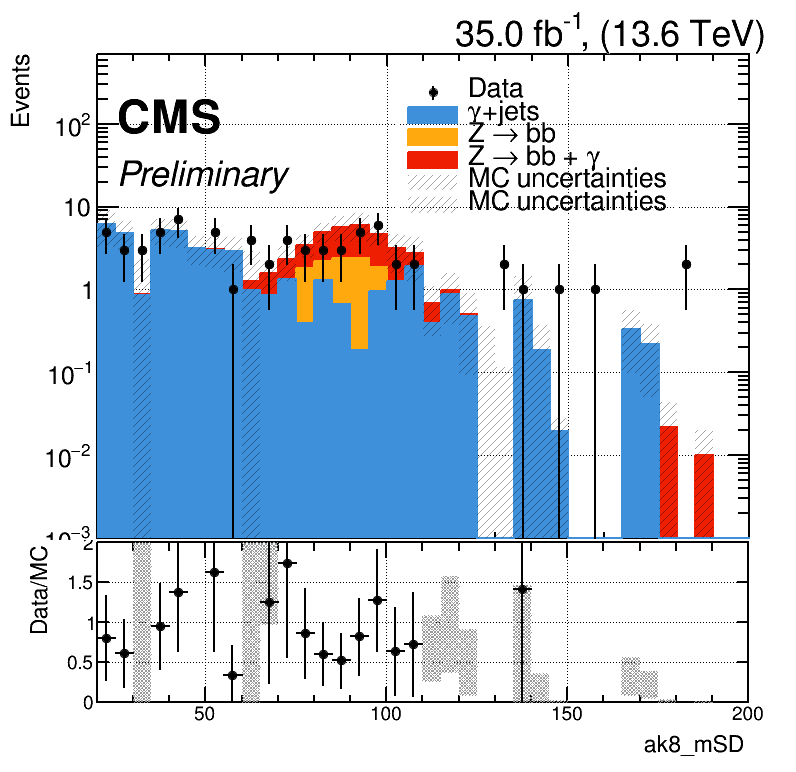 35.0 fb⁻¹, (13.6 TeV)
Events
CMS
Preliminary
Data
γ+jets
Z → bb
Z → bb + γ
MC uncertainties
MC uncertainties
10²
10
1
10⁻¹
10⁻²
10⁻³
Data/MC
2
1.5
1
0.5
0
50 100 150 200
ak8_mSD